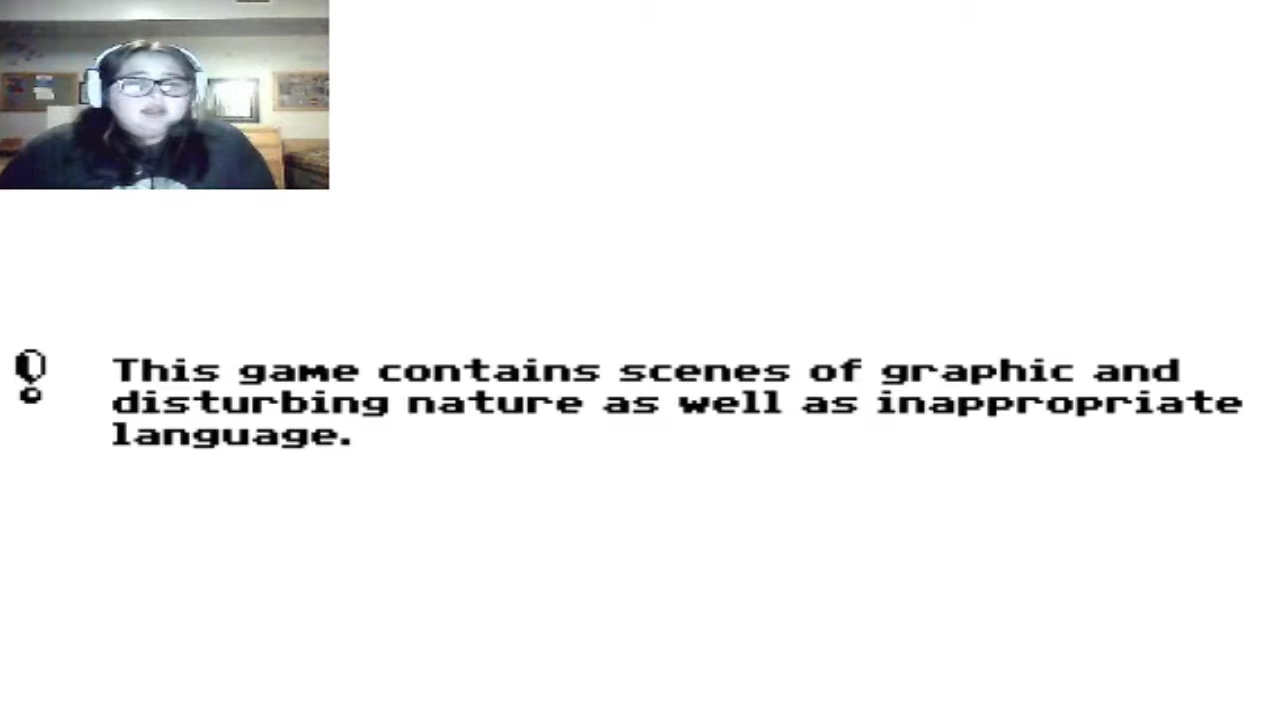 This game contains scenes of graphic and
disturbing nature as well as inappropriate
language.